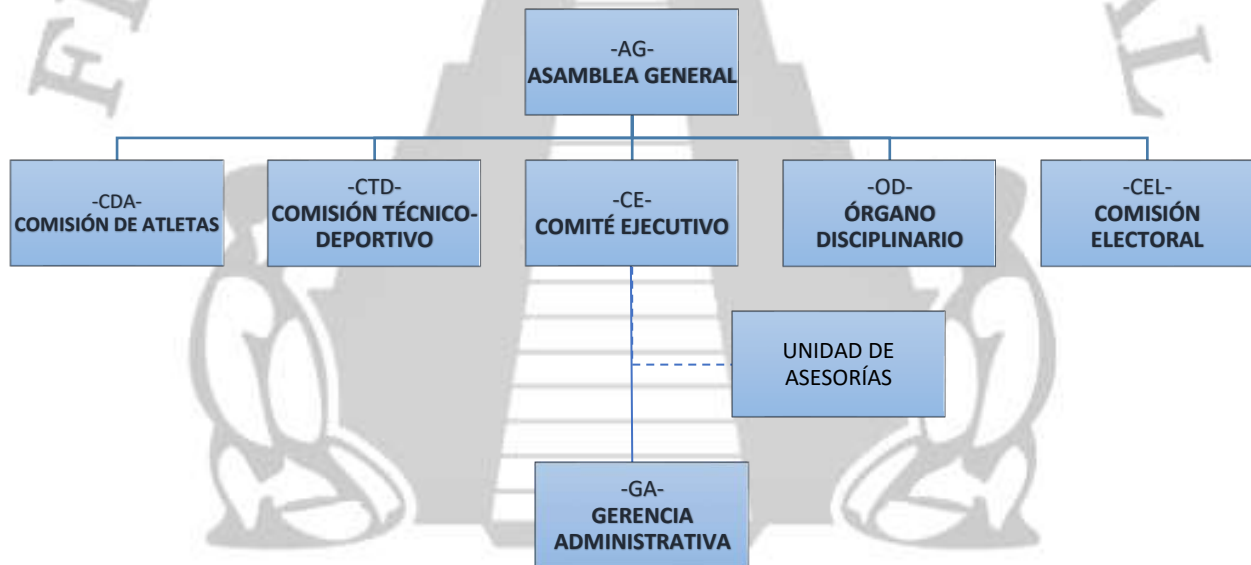 -AG-
ASAMBLEA GENERAL
-CDA-
COMISIÓN DE ATLETAS
-CTD-
COMISIÓN TÉCNICO-
DEPORTIVO
-CE-
COMITÉ EJECUTIVO
-OD-
ÓRGANO
DISCIPLINARIO
-CEL-
COMISIÓN
ELECTORAL
UNIDAD DE
ASESORÍAS
-GA-
GERENCIA
ADMINISTRATIVA